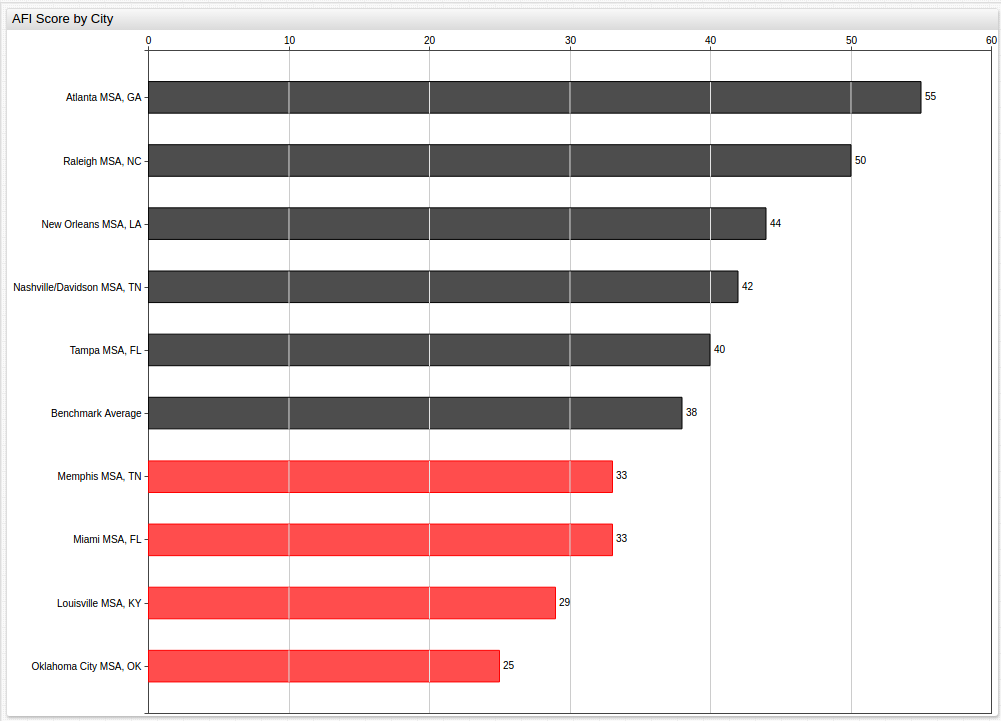 AFI Score by City
0 10 20 30 40 50 60
Atlanta MSA, GA 55
Raleigh MSA, NC 50
New Orleans MSA, LA 44
Nashville/Davidson MSA, TN 42
Tampa MSA, FL 40
Benchmark Average 38
Memphis MSA, TN 33
Miami MSA, FL 33
Louisville MSA, KY 29
Oklahoma City MSA, OK 25